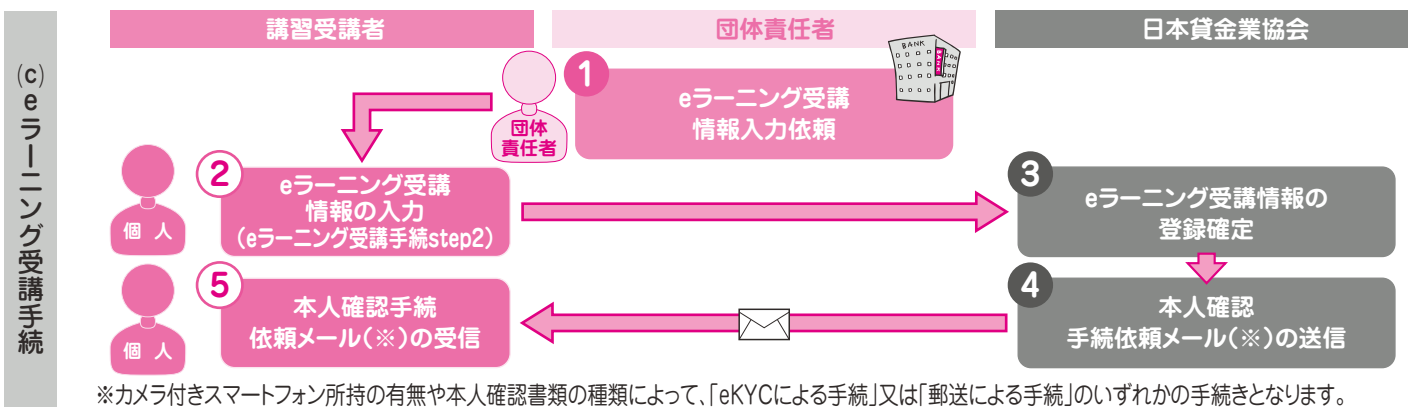 (c)eラーニング受講手続
講習受講者
団体責任者
日本貸金業協会
BANK
BANK
団体
責任者
1
eラーニング受講
情報入力依頼
個 人
2
eラーニング受講
情報の入力
(eラーニング受講手続step2)
3
eラーニング受講情報の
登録確定
4
本人確認
手続依頼メール(※)の送信
個 人
5
本人確認手続
依頼メール(※)の受信
※カメラ付きスマートフォン所持の有無や本人確認書類の種類によって、「eKYCによる手続」又は「郵送による手続」のいずれかの手続きとなります。